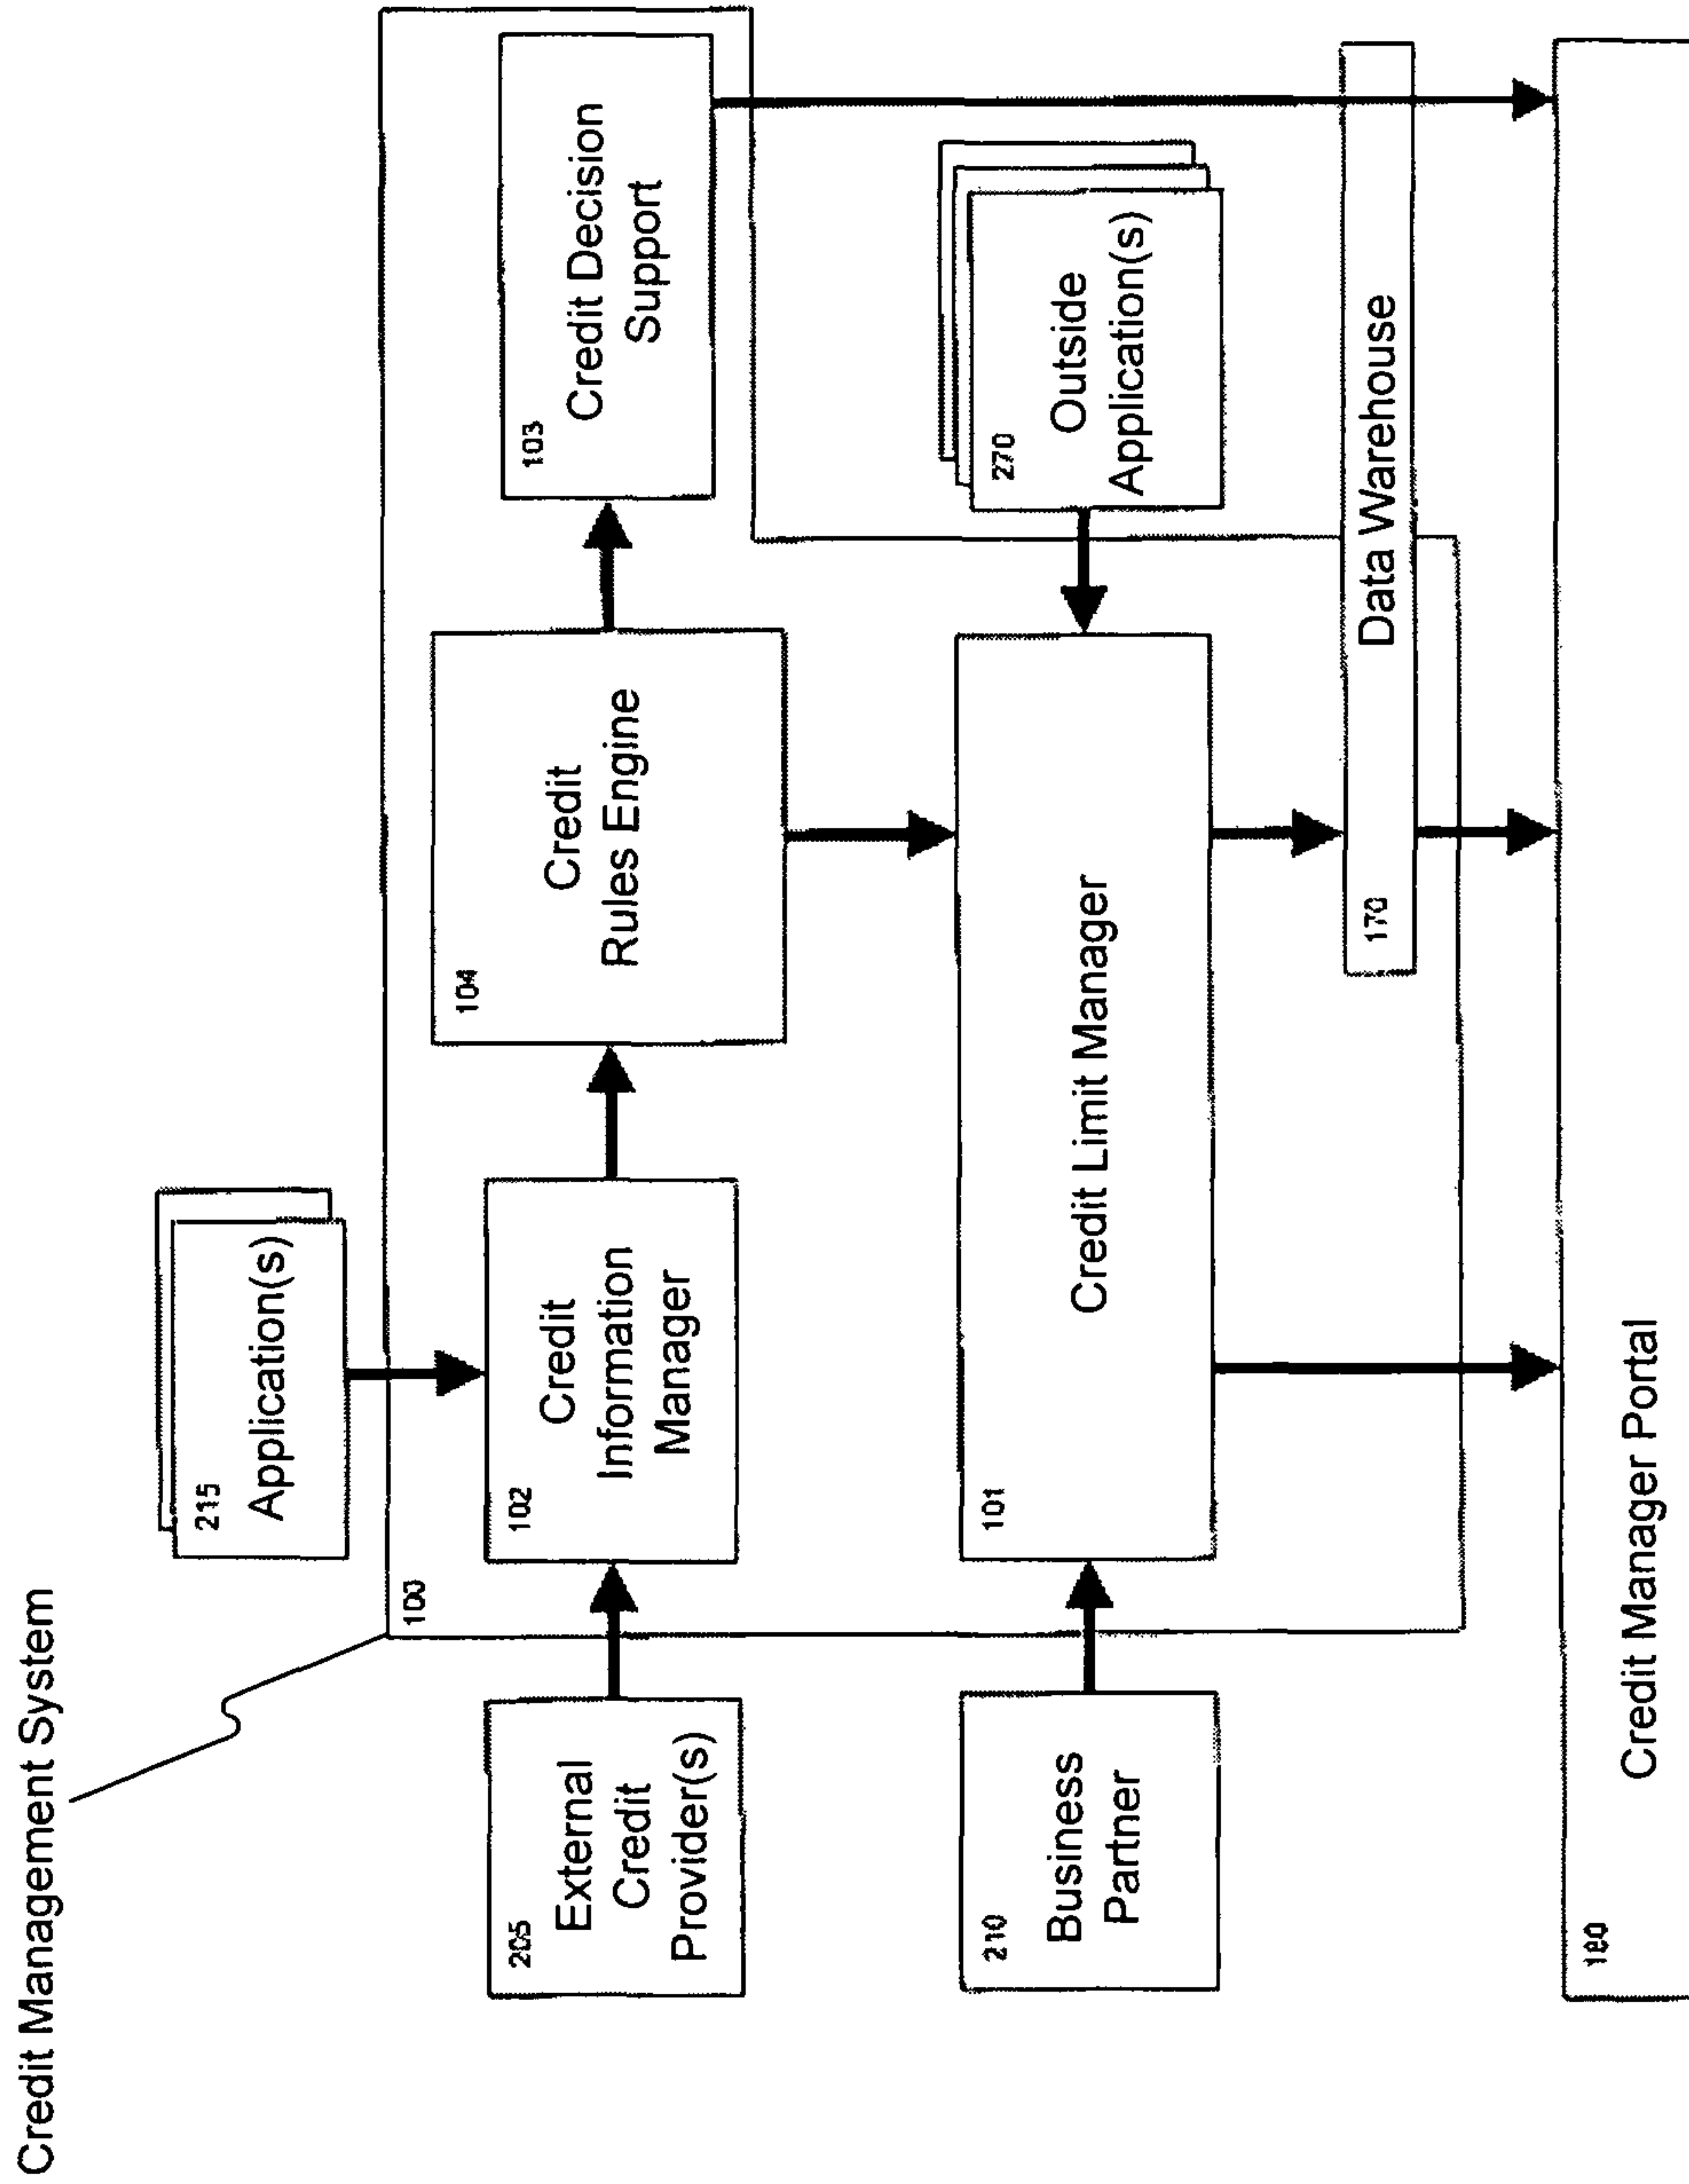 Credit Management System
215
Application(s)
100
205
External
Credit
Provider(s)
102
Credit
Information
Manager
104
Credit
Rules Engine
103
Credit Decision
Support
210
Business
Partner
101
Credit Limit Manager
270
Outside
Application(s)
170
Data Warehouse
180
Credit Manager Portal